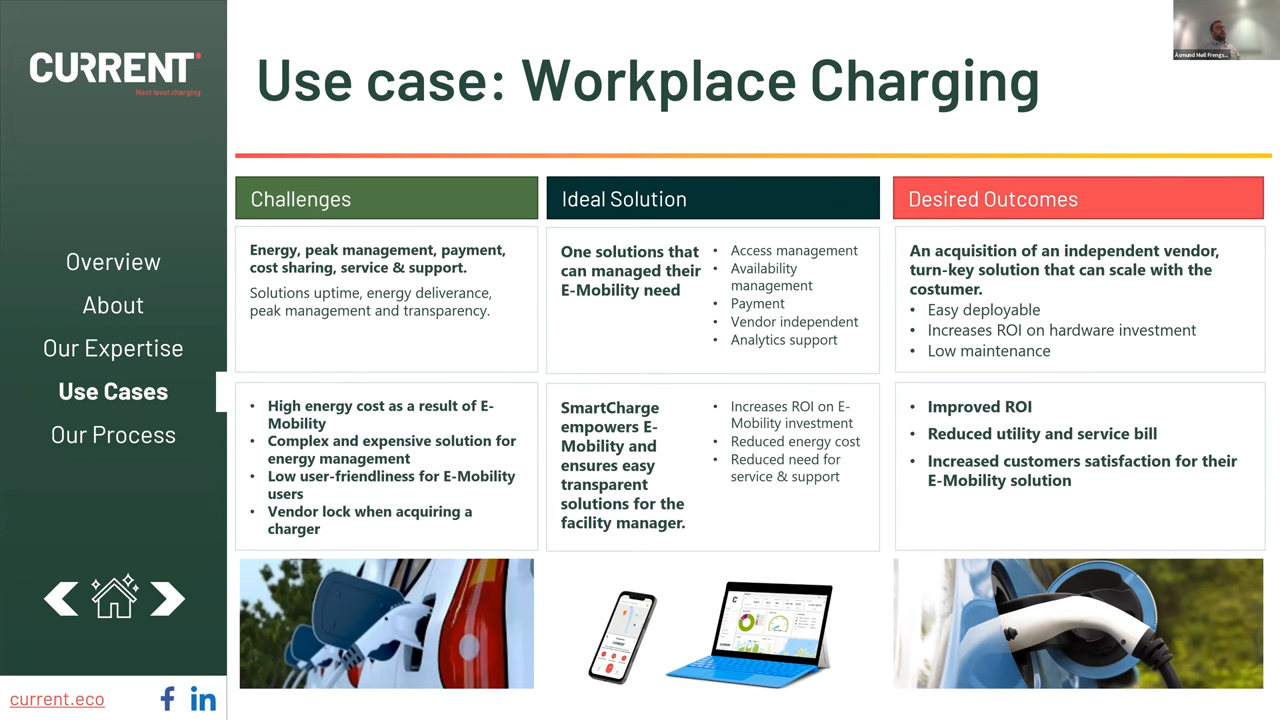 CURRENT
Next level charging
Overview
About
Our Expertise
Use Cases
Our Process
current.eco
f
in
Use case: Workplace Charging
Åsmund Møll Frengs...
Challenges
Energy, peak management, payment,
cost sharing, service & support.
Solutions uptime, energy deliverance,
peak management and transparency.
• High energy cost as a result of E-
Mobility
• Complex and expensive solution for
energy management
• Low user-friendliness for E-Mobility
users
• Vendor lock when acquiring a
charger
Ideal Solution
One solutions that
can managed their
E-Mobility need
• Access management
• Availability
management
• Payment
• Vendor independent
• Analytics support
SmartCharge
empowers E-
Mobility and
ensures easy
transparent
solutions for the
facility manager.
• Increases ROI on E-
Mobility investment
• Reduced energy cost
• Reduced need for
service & support
Desired Outcomes
An acquisition of an independent vendor,
turn-key solution that can scale with the
costumer.
• Easy deployable
• Increases ROI on hardware investment
• Low maintenance
• Improved ROI
• Reduced utility and service bill
• Increased customers satisfaction for their
E-Mobility solution